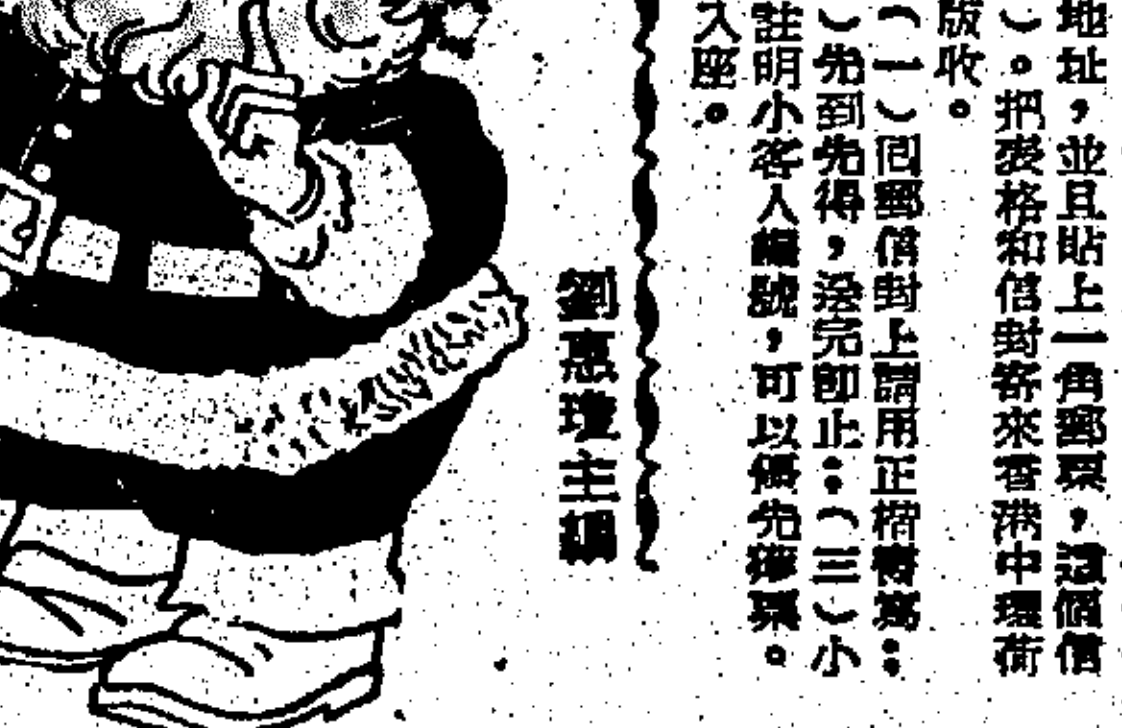 地址，並且貼上一角郵票，這個信
）。把表格和信封寄來香港中環荷
版收。
（一）回郵信封上請用正楷書寫：
）先到先得，送完即止：（三）小
註明小客人編號，可以優先獲票。
入座。
劉惠瓊主編